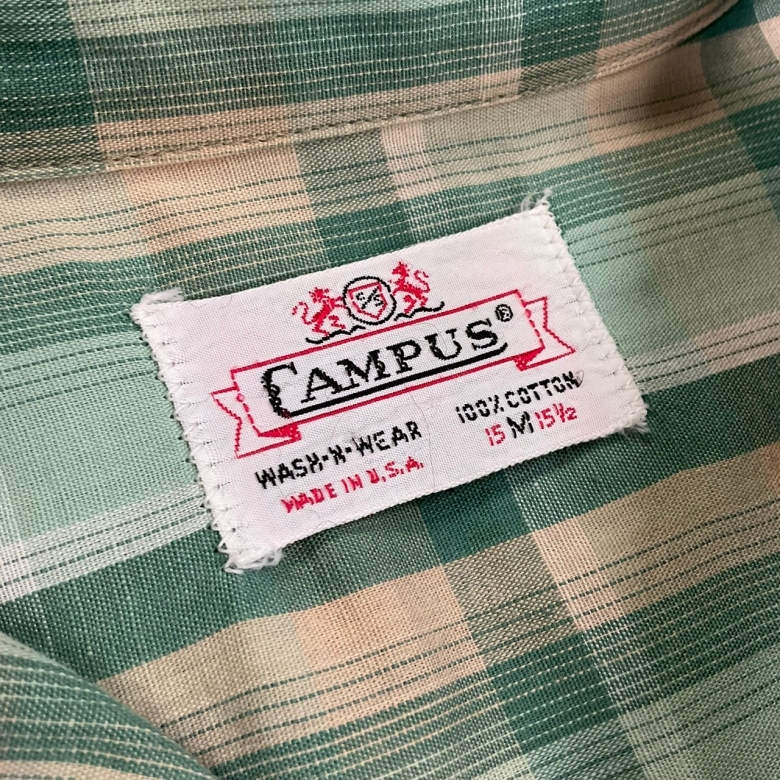 CAMPUS®
WASH-N-WEAR 100% COTTON
MADE IN U.S.A. 15 M 15½